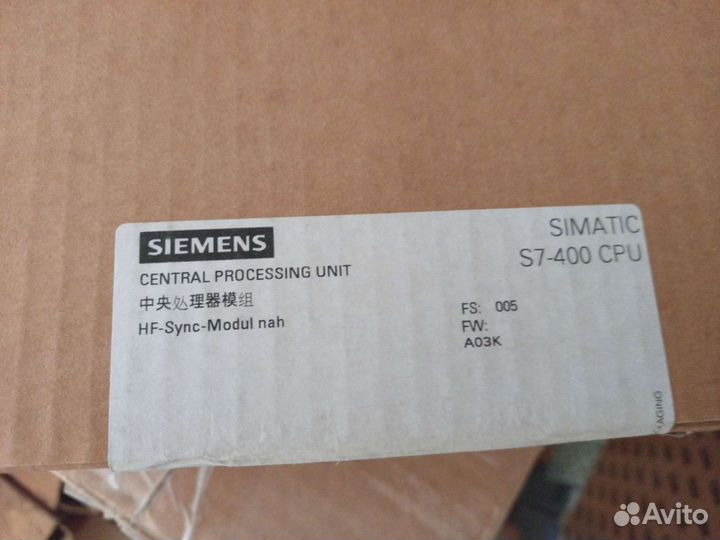 SIEMENS
SIMATIC
S7-400 CPU
CENTRAL PROCESSING UNIT
中央处理器模组
HF-Sync-Modul nah
FS: 005
FW:
A03K
Avito